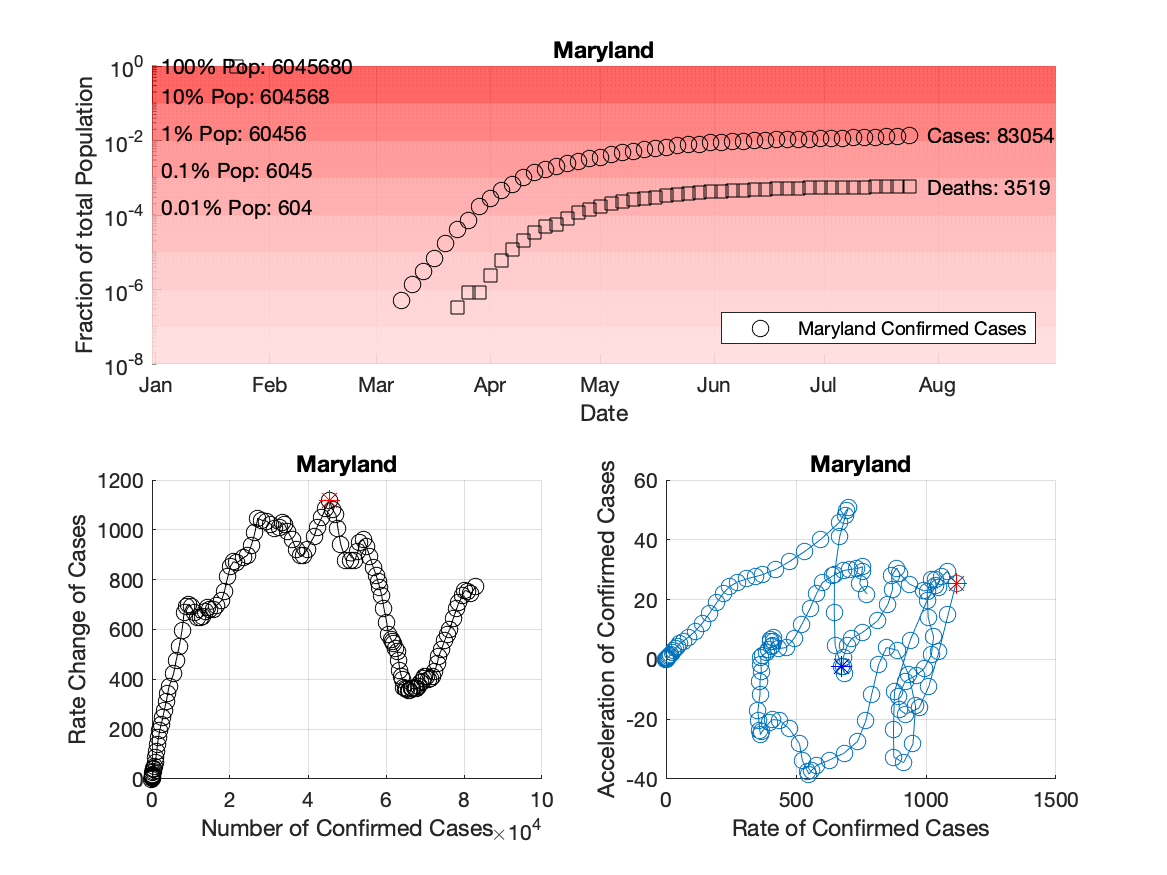 Maryland
10^0
10^-2
10^-4
10^-6
10^-8
Fraction of total Population
100% Pop: 6045680
10% Pop: 604568
1% Pop: 60456
0.1% Pop: 6045
0.01% Pop: 604
Cases: 83054
Deaths: 3519
Maryland Confirmed Cases
Jan Feb Mar Apr May Jun Jul Aug
Date
Maryland
1200
1000
800
600
400
200
0
Rate Change of Cases
0 2 4 6 8 10
Number of Confirmed Cases ×10^4
Maryland
60
40
20
0
-20
-40
Acceleration of Confirmed Cases
0 500 1000 1500
Rate of Confirmed Cases